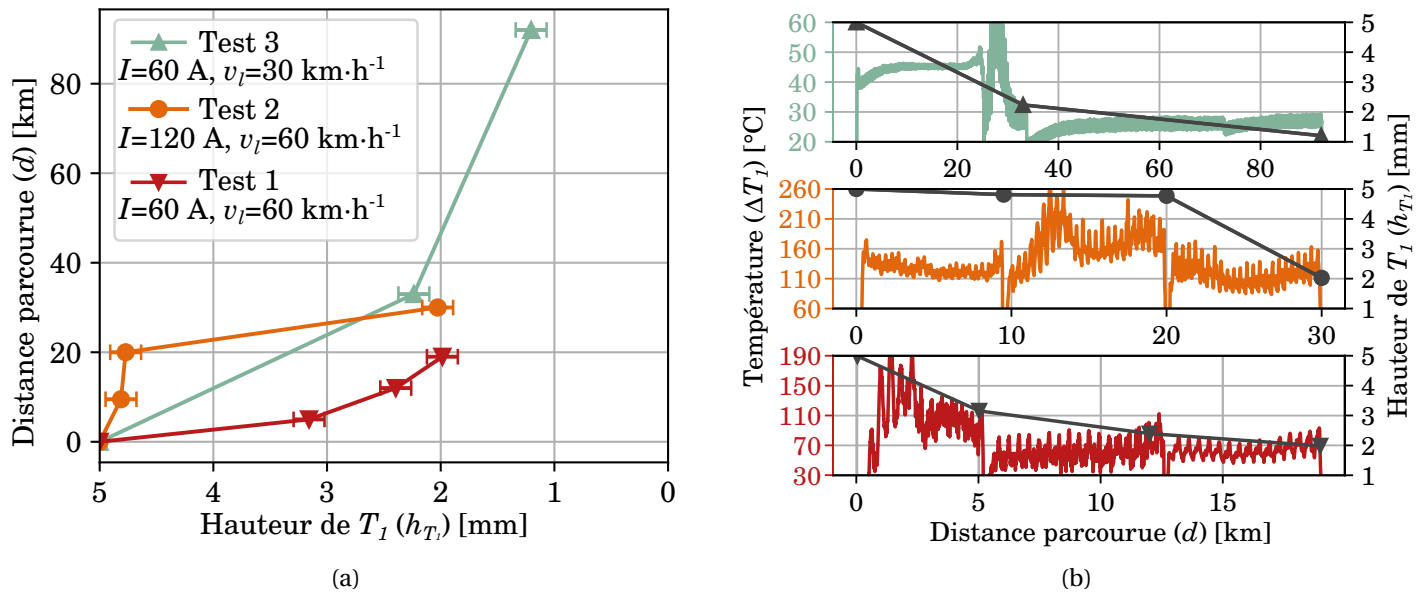 Test 3
I=60 A, v_l=30 km·h⁻¹
Test 2
I=120 A, v_l=60 km·h⁻¹
Test 1
I=60 A, v_l=60 km·h⁻¹
Distance parcourue (d) [km]
80
60
40
20
0
5 4 3 2 1 0
Hauteur de T₁ (h_T₁) [mm]
(a)
Température (ΔT₁) [°C]
60 5
50 4
40 3
30 2
20 1
0 20 40 60 80
260 5
210 4
160 3
110 2
60 1
0 10 20 30
190 5
150 4
110 3
70 2
30 1
0 5 10 15
Distance parcourue (d) [km]
Hauteur de T₁ (h_T₁) [mm]
(b)